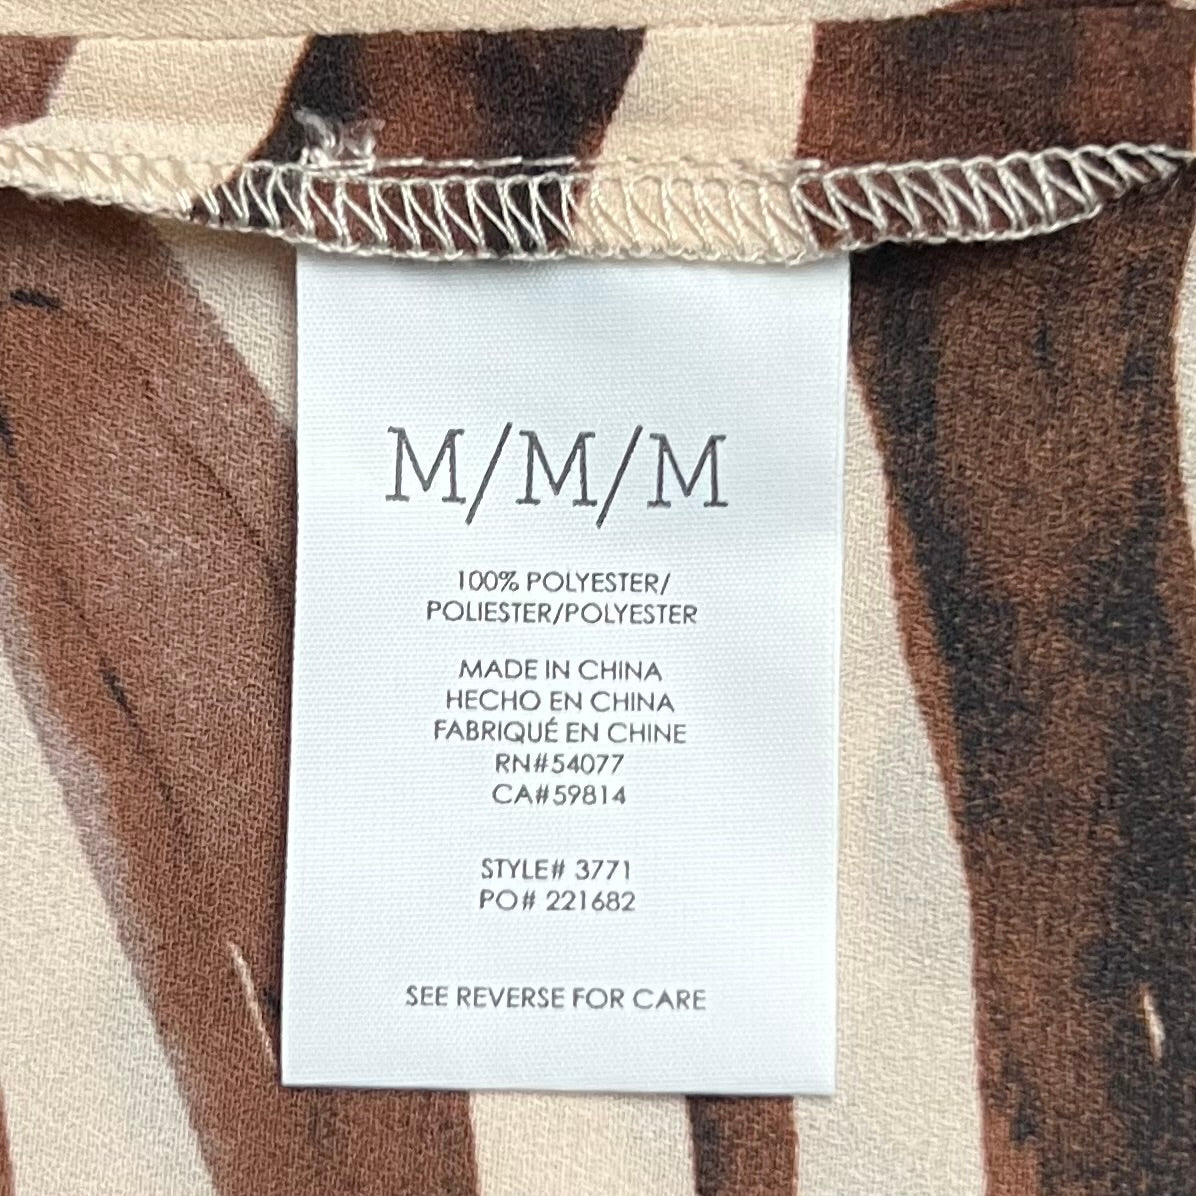 M/M/M
100% POLYESTER/
POLIESTER/POLYESTER
MADE IN CHINA
HECHO EN CHINA
FABRIQUÉ EN CHINE
RN#54077
CA#59814
STYLE# 3771
PO# 221682
SEE REVERSE FOR CARE